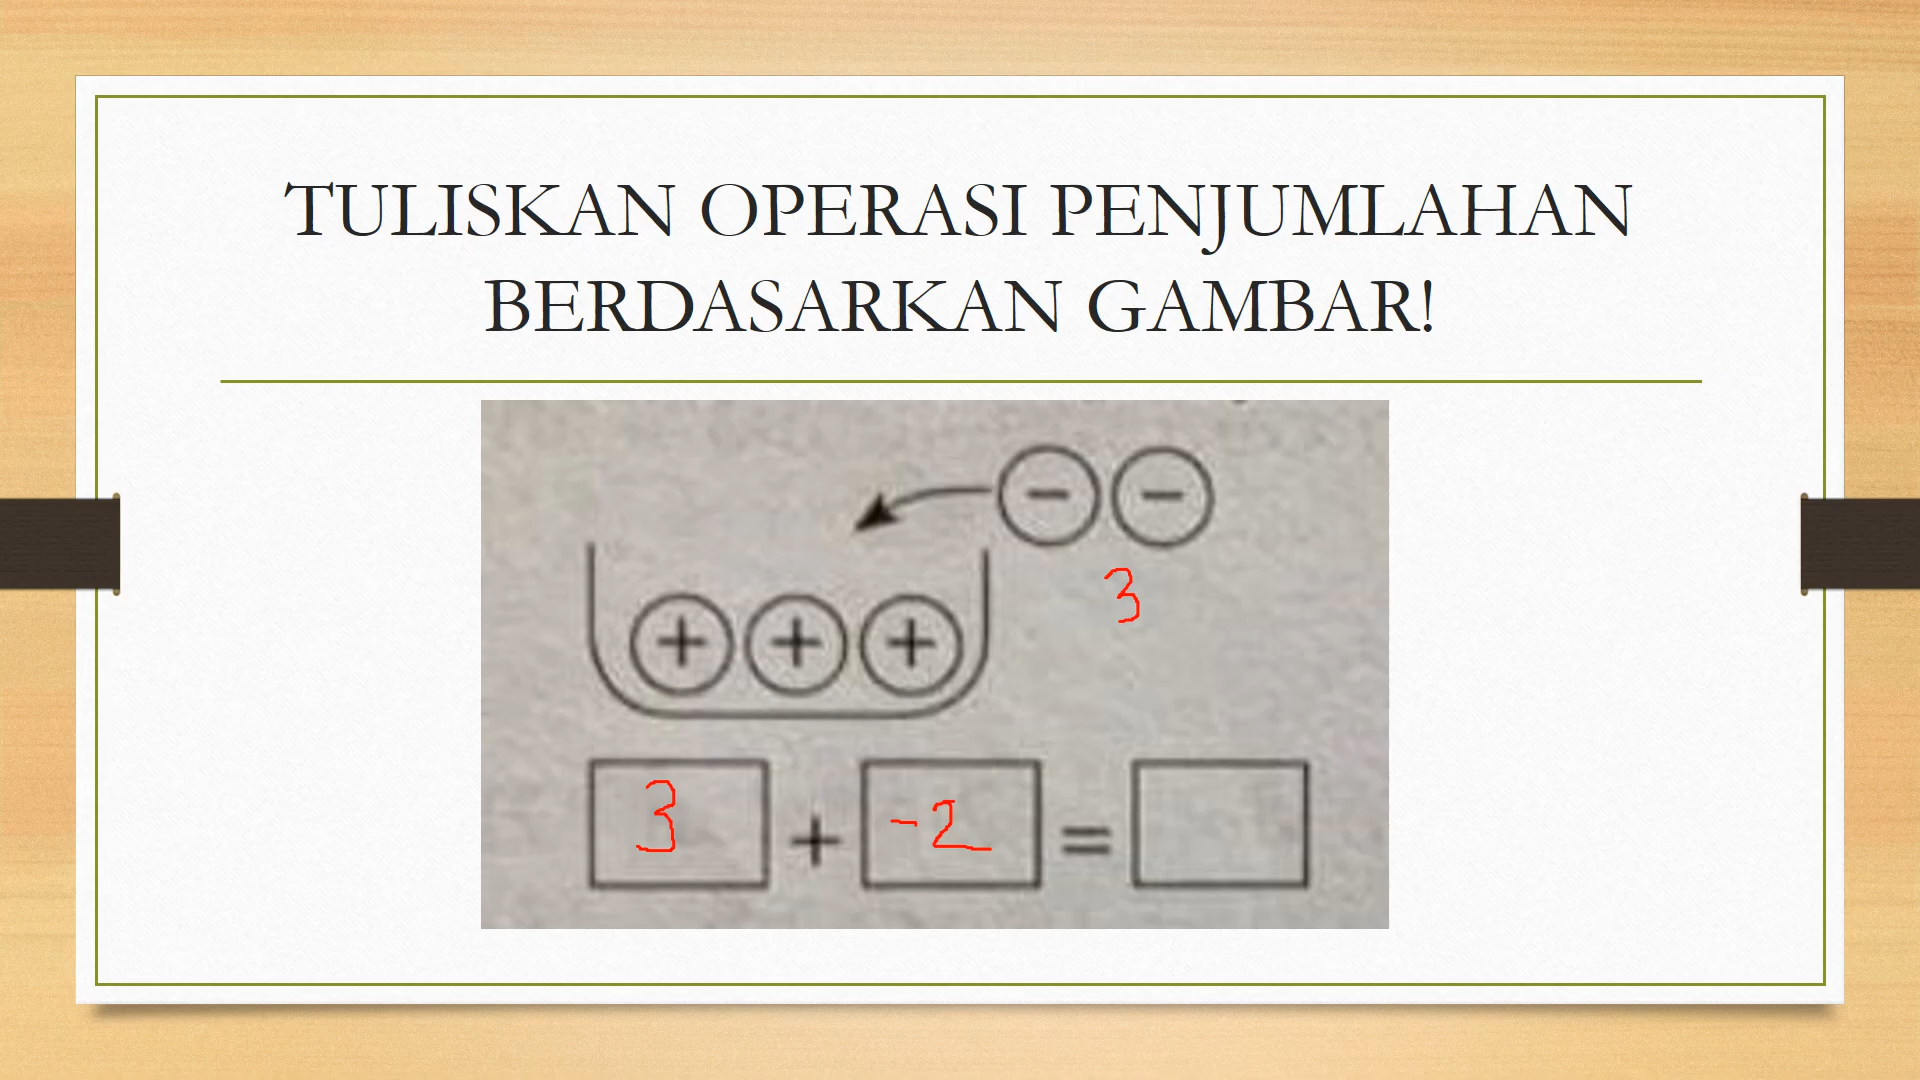 TULISKAN OPERASI PENJUMLAHAN
BERDASARKAN GAMBAR!
− −
3
+ + +
3 + -2 =